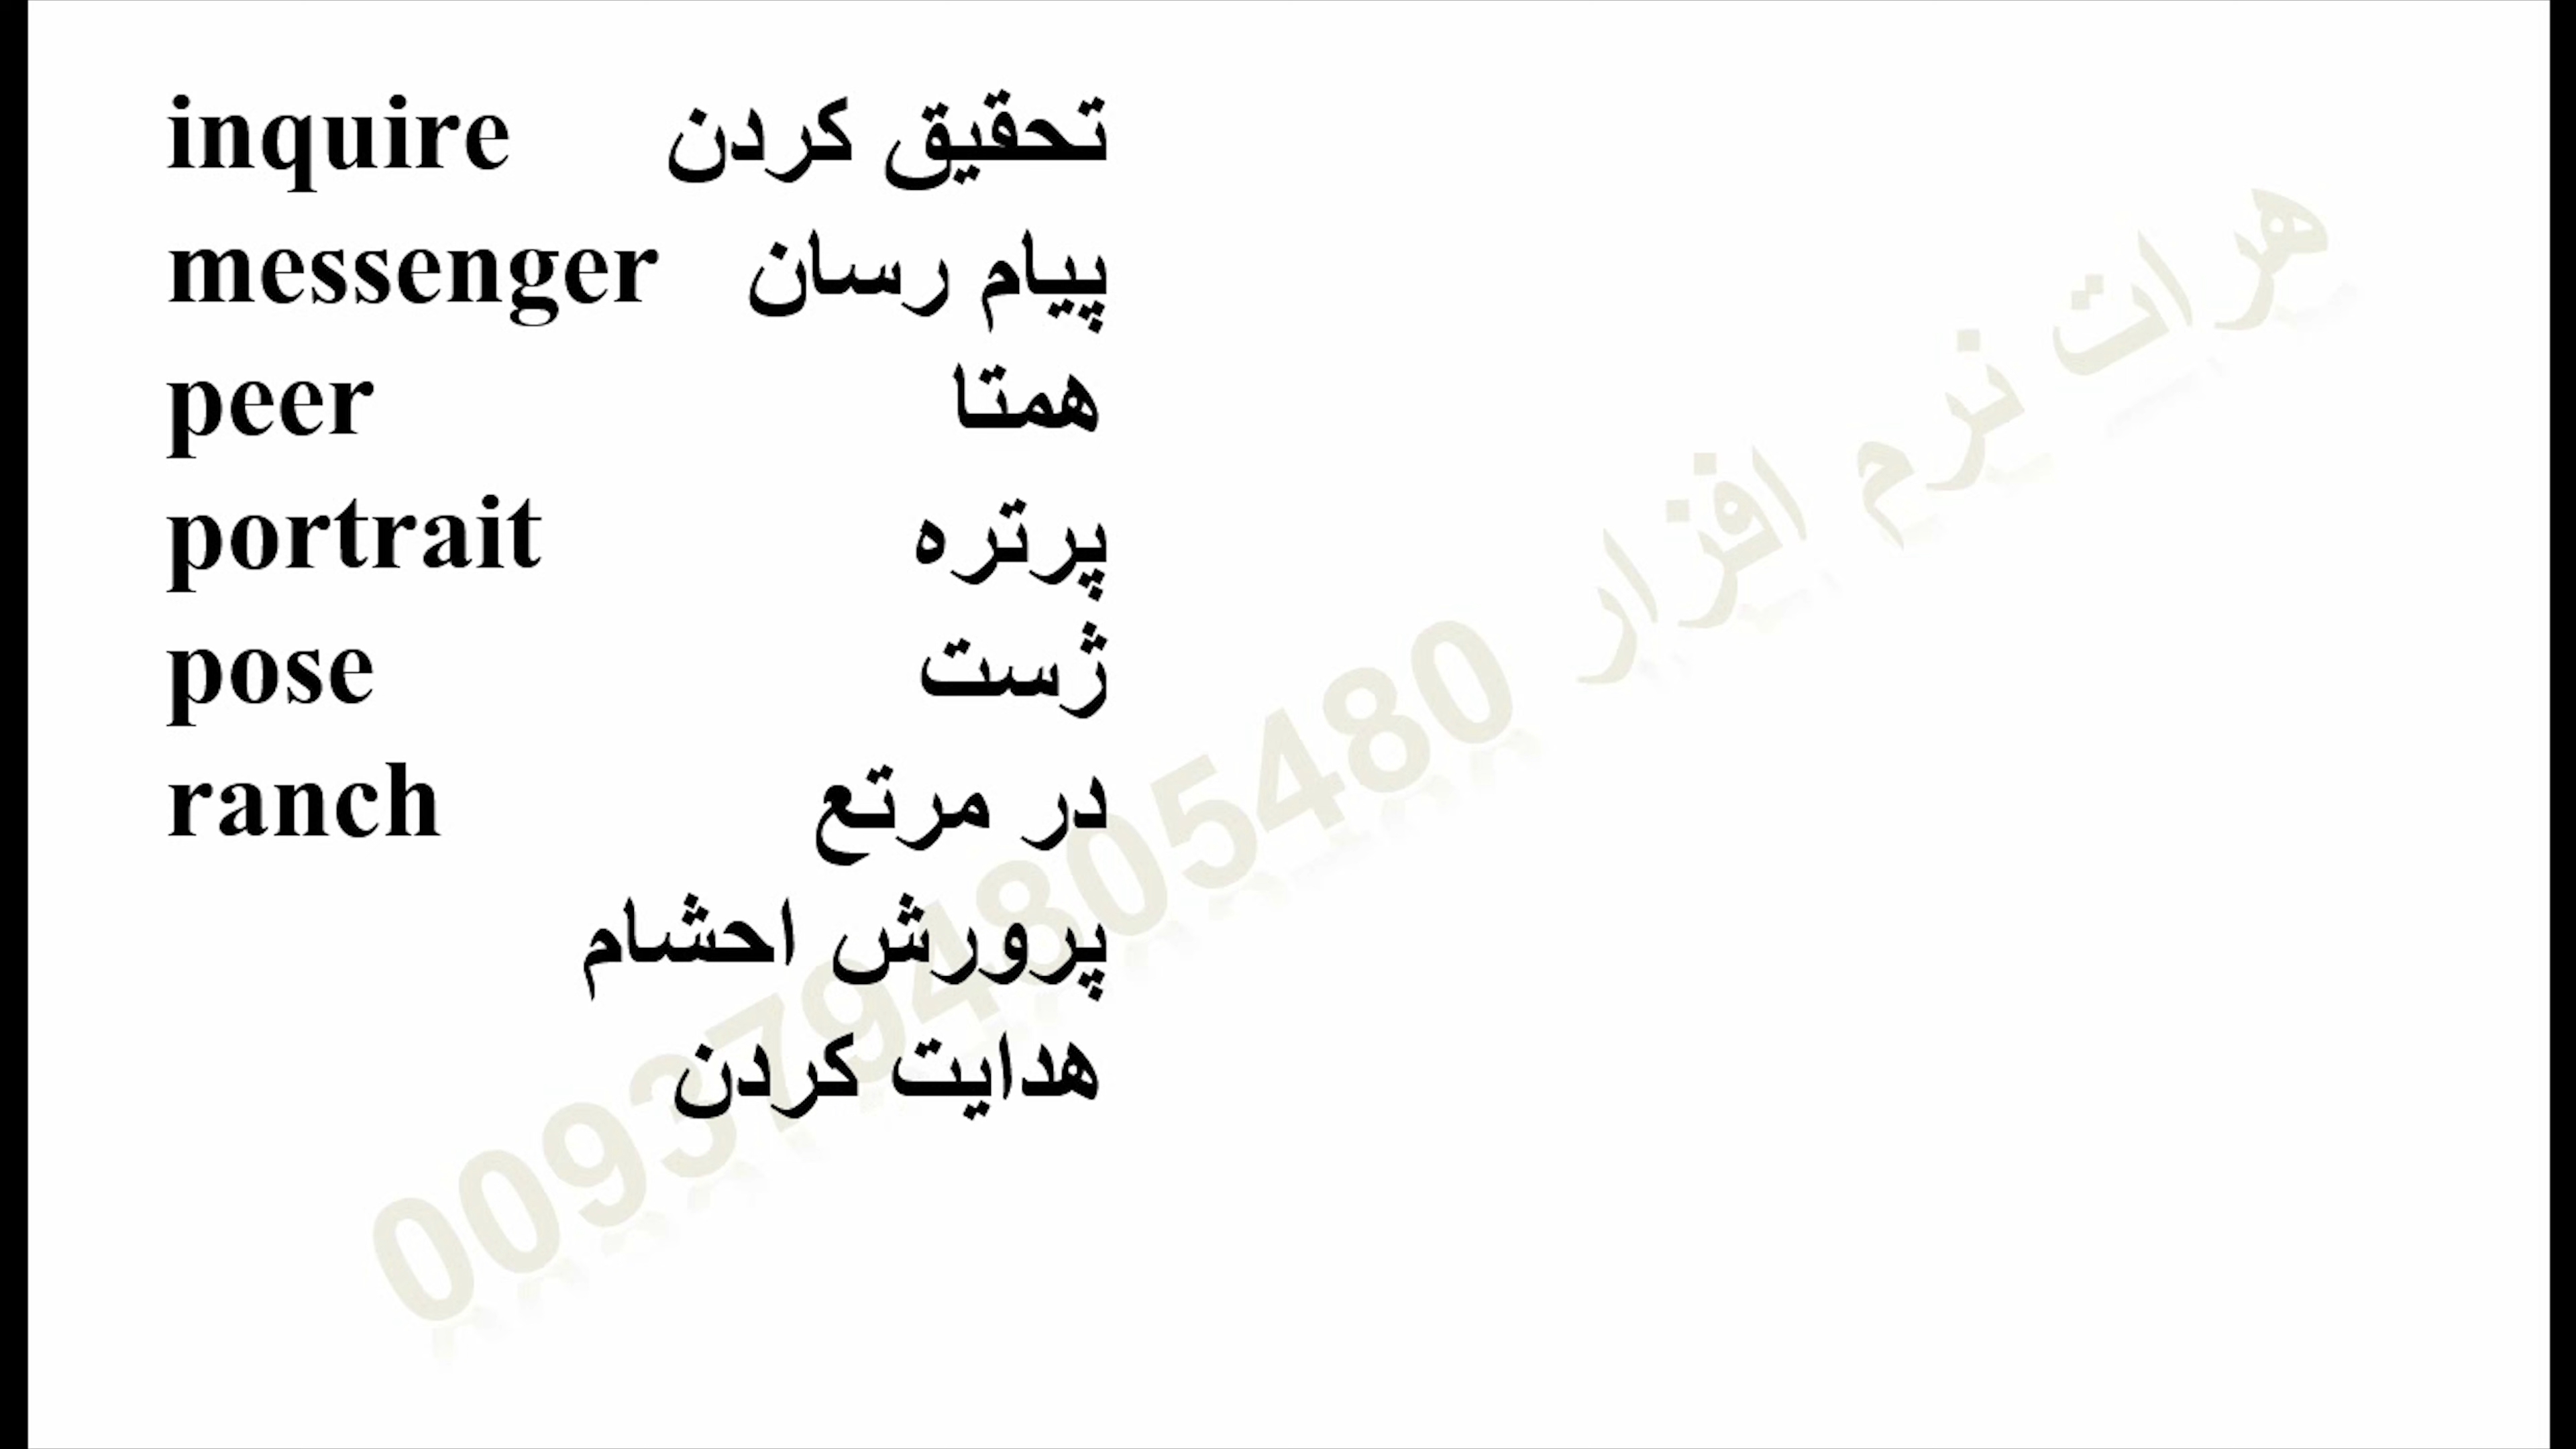 inquire تحقیق کردن
messenger پیام رسان
peer همتا
portrait پرتره
pose ژست
ranch در مرتع
پرورش احشام
هدایت کردن
هرات نرم افزار 0093794805480